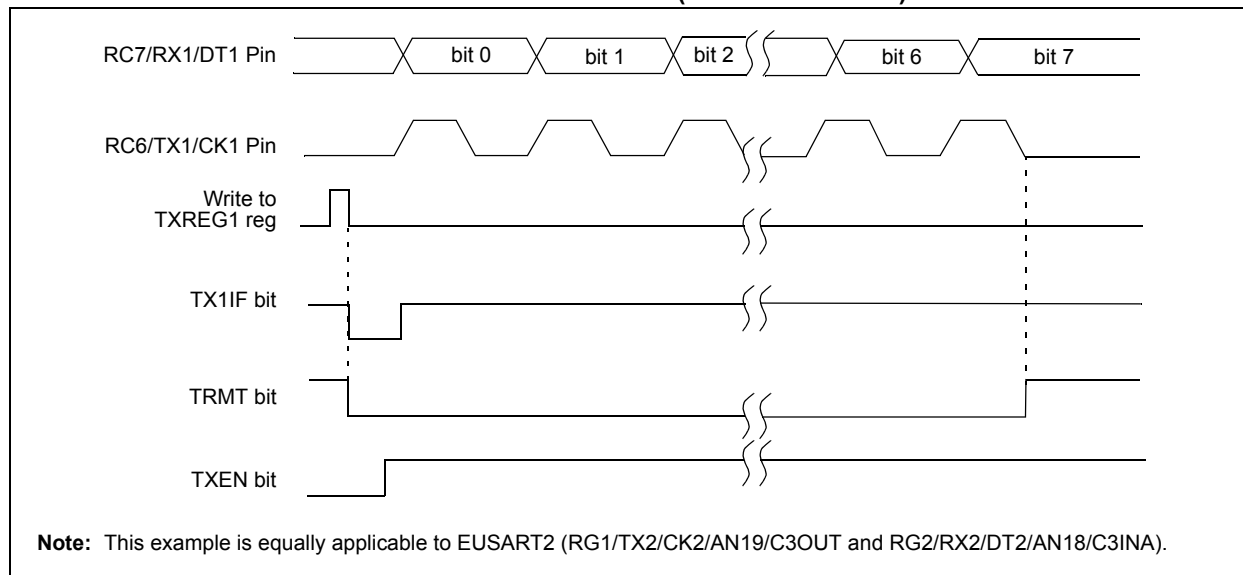 RC7/RX1/DT1 Pin
bit 0
bit 1
bit 2
bit 6
bit 7
RC6/TX1/CK1 Pin
Write to
TXREG1 reg
TX1IF bit
TRMT bit
TXEN bit
Note: This example is equally applicable to EUSART2 (RG1/TX2/CK2/AN19/C3OUT and RG2/RX2/DT2/AN18/C3INA).